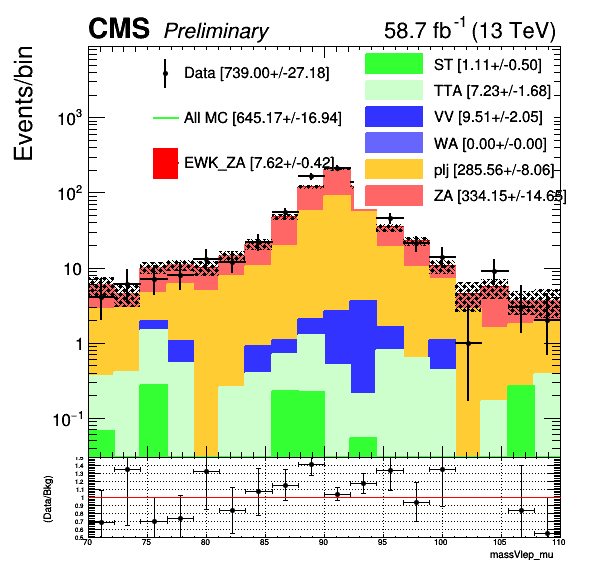 CMS Preliminary 58.7 fb⁻¹ (13 TeV)
Events/bin
Data [739.00+/-27.18]
All MC [645.17+/-16.94]
EWK_ZA [7.62+/-0.42]
ST [1.11+/-0.50]
TTA [7.23+/-1.68]
VV [9.51+/-2.05]
WA [0.00+/-0.00]
plj [285.56+/-8.06]
ZA [334.15+/-14.65]
10³
10²
10
1
10⁻¹
(Data/Bkg)
1.5
1.4
1.3
1.2
1.1
1
0.9
0.8
0.7
0.6
0.5
70 75 80 85 90 95 100 105 110
massVlep_mu